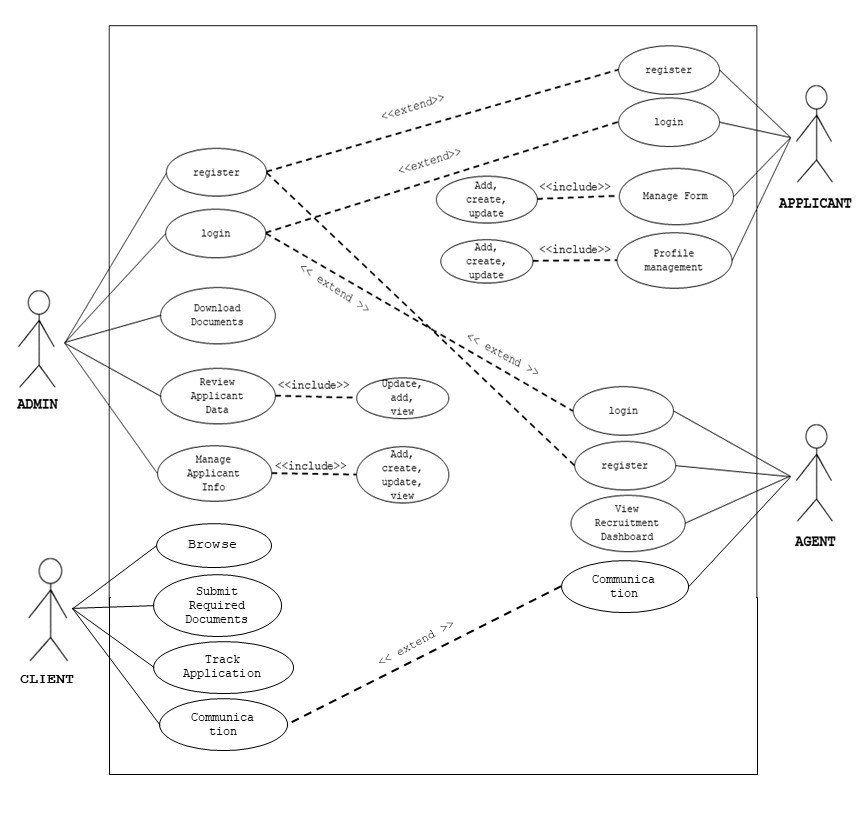 register
<<extend>>
login
<<extend>>
Add,
create,
update
<<include>>
Manage Form
APPLICANT
register
login
Add,
create,
update
<<include>>
Profile
management
<< extend >>
Download
Documents
<< extend >>
ADMIN
Review
Applicant
Data
<<include>>
Update,
add,
view
login
Manage
Applicant
Info
<<include>>
Add,
create,
update,
view
register
View
Recruitment
Dashboard
AGENT
Browse
Communica
tion
Submit
Required
Documents
<< extend >>
CLIENT
Track
Application
Communica
tion